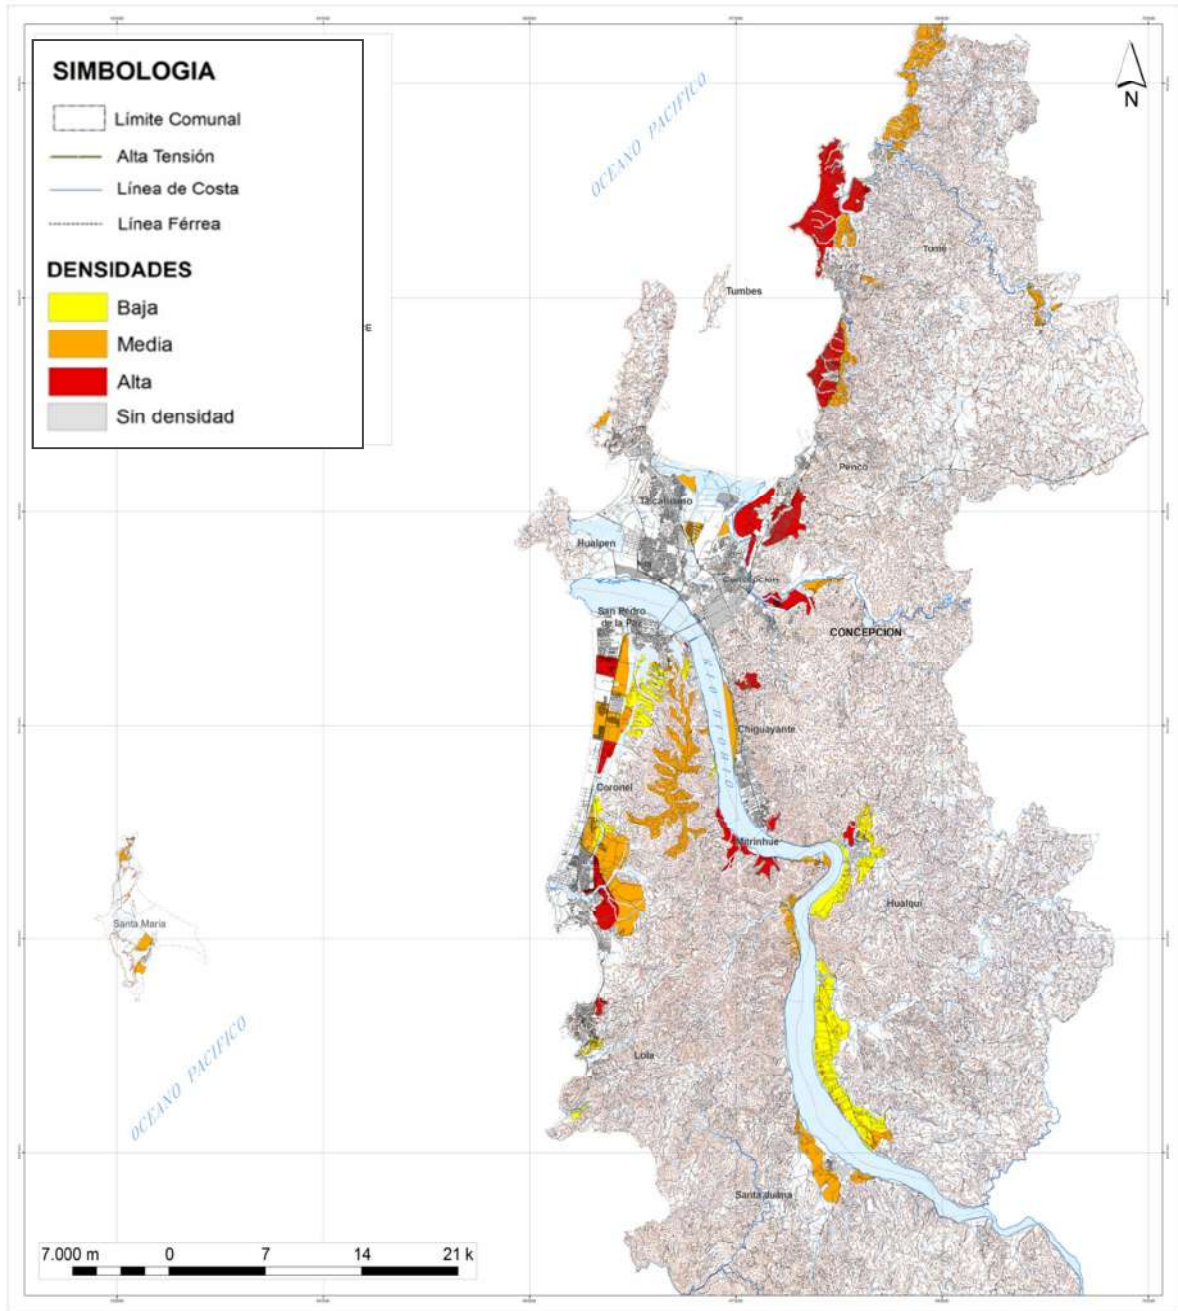 SIMBOLOGIA
Límite Comunal
Alta Tensión
Línea de Costa
Línea Férrea
DENSIDADES
Baja
Media
Alta
Sin densidad
N
OCEANO PACIFICO
Tome
Tumbes
Penco
Talcahuano
Hualpen
Concepcion
San Pedro
de la Paz
CONCEPCION
RIO BIOBIO
Chiguayante
Coronel
Mitrinhue
Hualqui
Santa Maria
OCEANO PACIFICO
Lota
Santa Juana
7.000 m 0 7 14 21 k